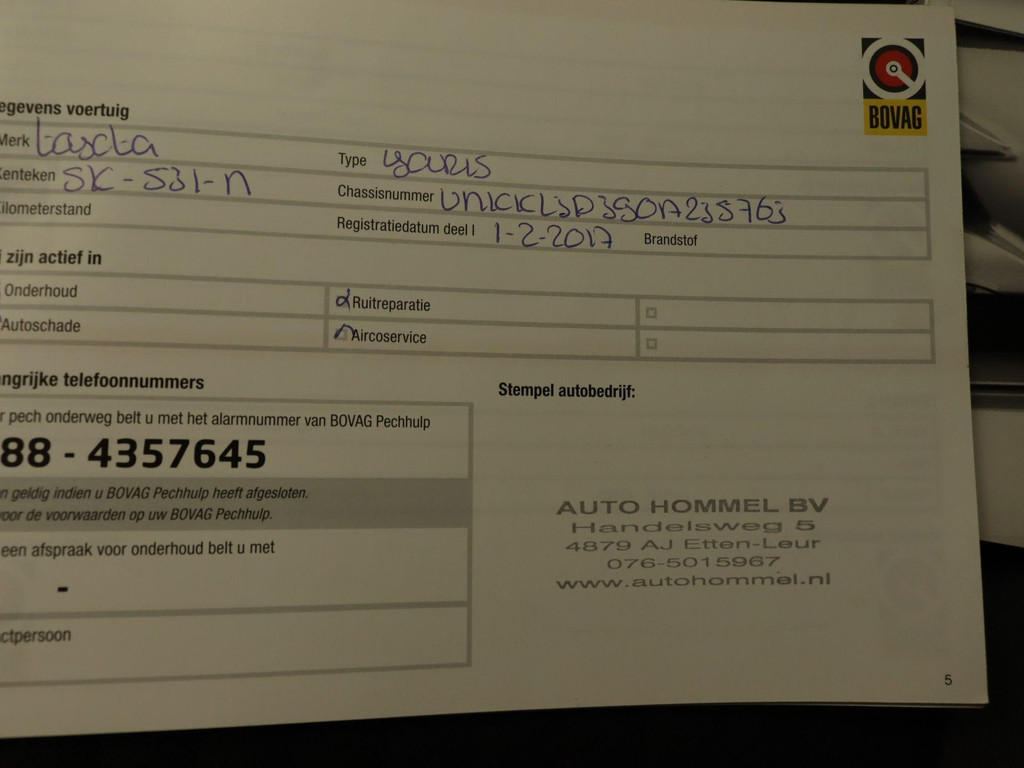 BOVAG
egevens voertuig
Merk
Type yaris
Kenteken SK-531-N
Chassisnummer
Kilometerstand
Registratiedatum deel I 1-2-2017 Brandstof
j zijn actief in
Onderhoud
Ruitreparatie
Autoschade
Aircoservice
ngrijke telefoonnummers
r pech onderweg belt u met het alarmnummer van BOVAG Pechhulp
88 - 4357645
n geldig indien u BOVAG Pechhulp heeft afgesloten.
voor de voorwaarden op uw BOVAG Pechhulp.
een afspraak voor onderhoud belt u met
-
ctpersoon
Stempel autobedrijf:
AUTO HOMMEL BV
Handelsweg 5
4879 AJ Etten-Leur
076-5015967
www.autohommel.nl
5